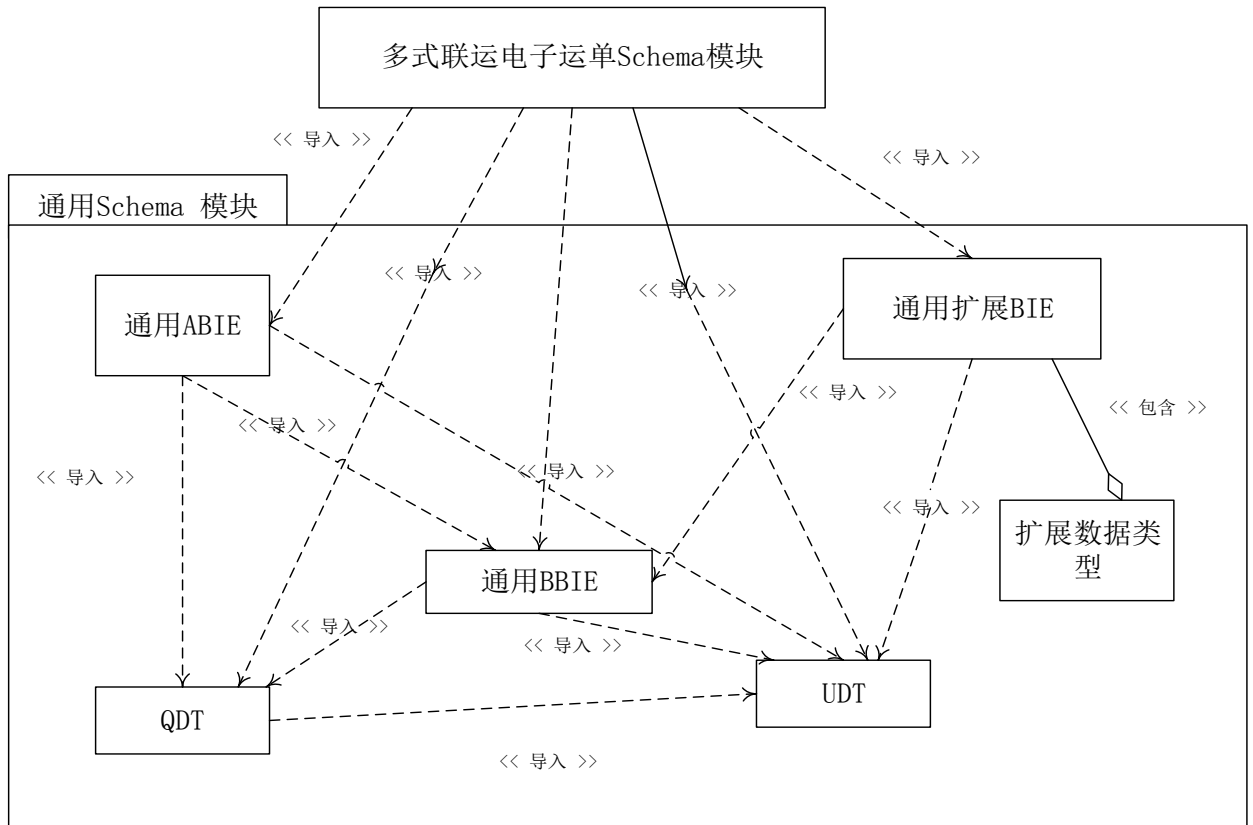 多式联运电子运单Schema模块
<< 导入 >>
<< 导入 >>
通用Schema 模块
<< 导入 >>
<< 导入 >>
通用ABIE
通用扩展BIE
<< 导入 >>
<< 包含 >>
<< 导入 >>
<< 导入 >>
<< 导入 >>
<< 导入 >>
扩展数据类
型
通用BBIE
<< 导入 >>
<< 导入 >>
QDT
UDT
<< 导入 >>